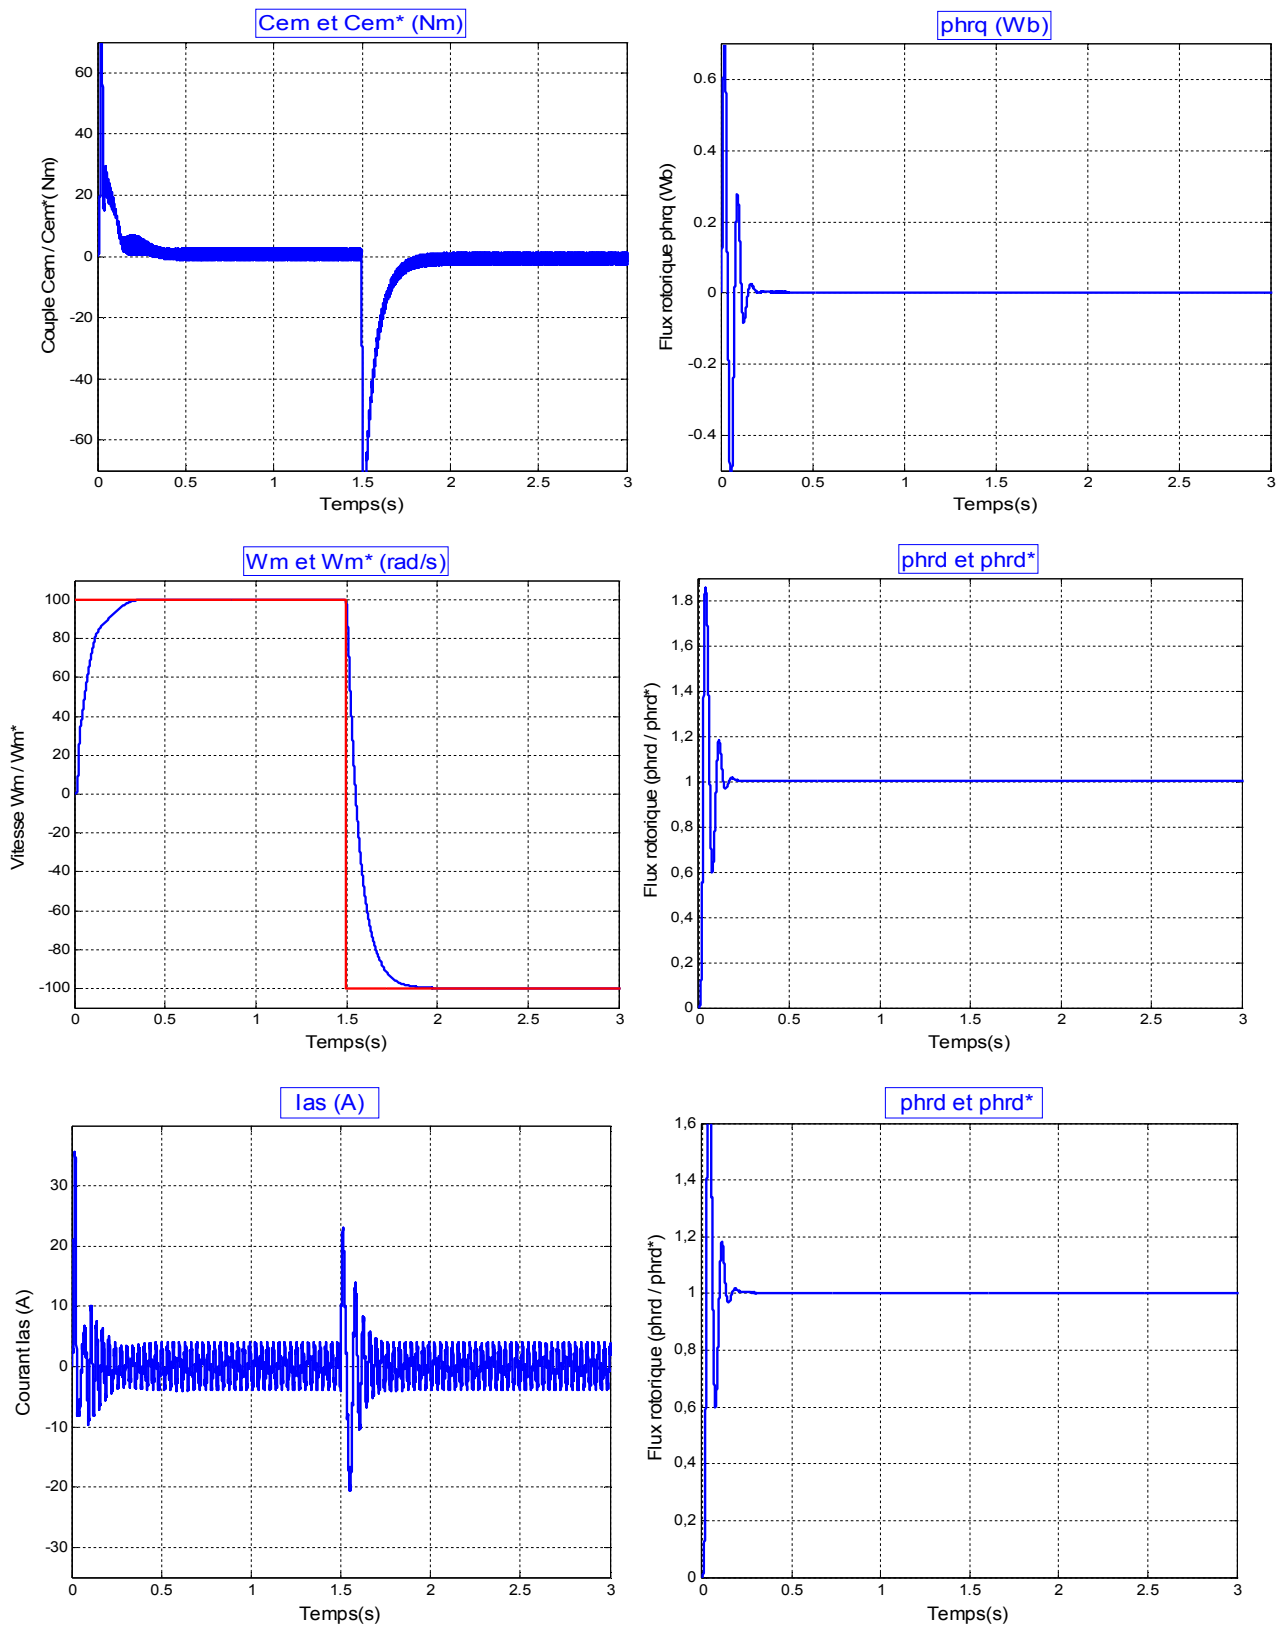 Cem et Cem* (Nm)
60
40
20
0
-20
-40
-60
Couple Cem / Cem*( Nm)
0 0.5 1 1.5 2 2.5 3
Temps(s)
phrq (Wb)
0.6
0.4
0.2
0
-0.2
-0.4
Flux rotorique phrq (Wb)
0 0.5 1 1.5 2 2.5 3
Temps(s)
Wm et Wm* (rad/s)
100
80
60
40
20
0
-20
-40
-60
-80
-100
Vitesse Wm / Wm*
0 0.5 1 1.5 2 2.5 3
Temps(s)
phrd et phrd*
1.8
1,6
1,4
1,2
1
0.8
0.6
0,4
0,2
0
Flux rotorique (phrd / phrd*)
0 0.5 1 1.5 2 2.5 3
Temps(s)
Ias (A)
30
20
10
0
-10
-20
-30
Courant Ias (A)
0 0.5 1 1.5 2 2.5 3
Temps(s)
phrd et phrd*
1,6
1,4
1,2
1
0.8
0,6
0,4
0,2
0
Flux rotorique (phrd / phrd*)
0 0.5 1 1.5 2 2.5 3
Temps(s)